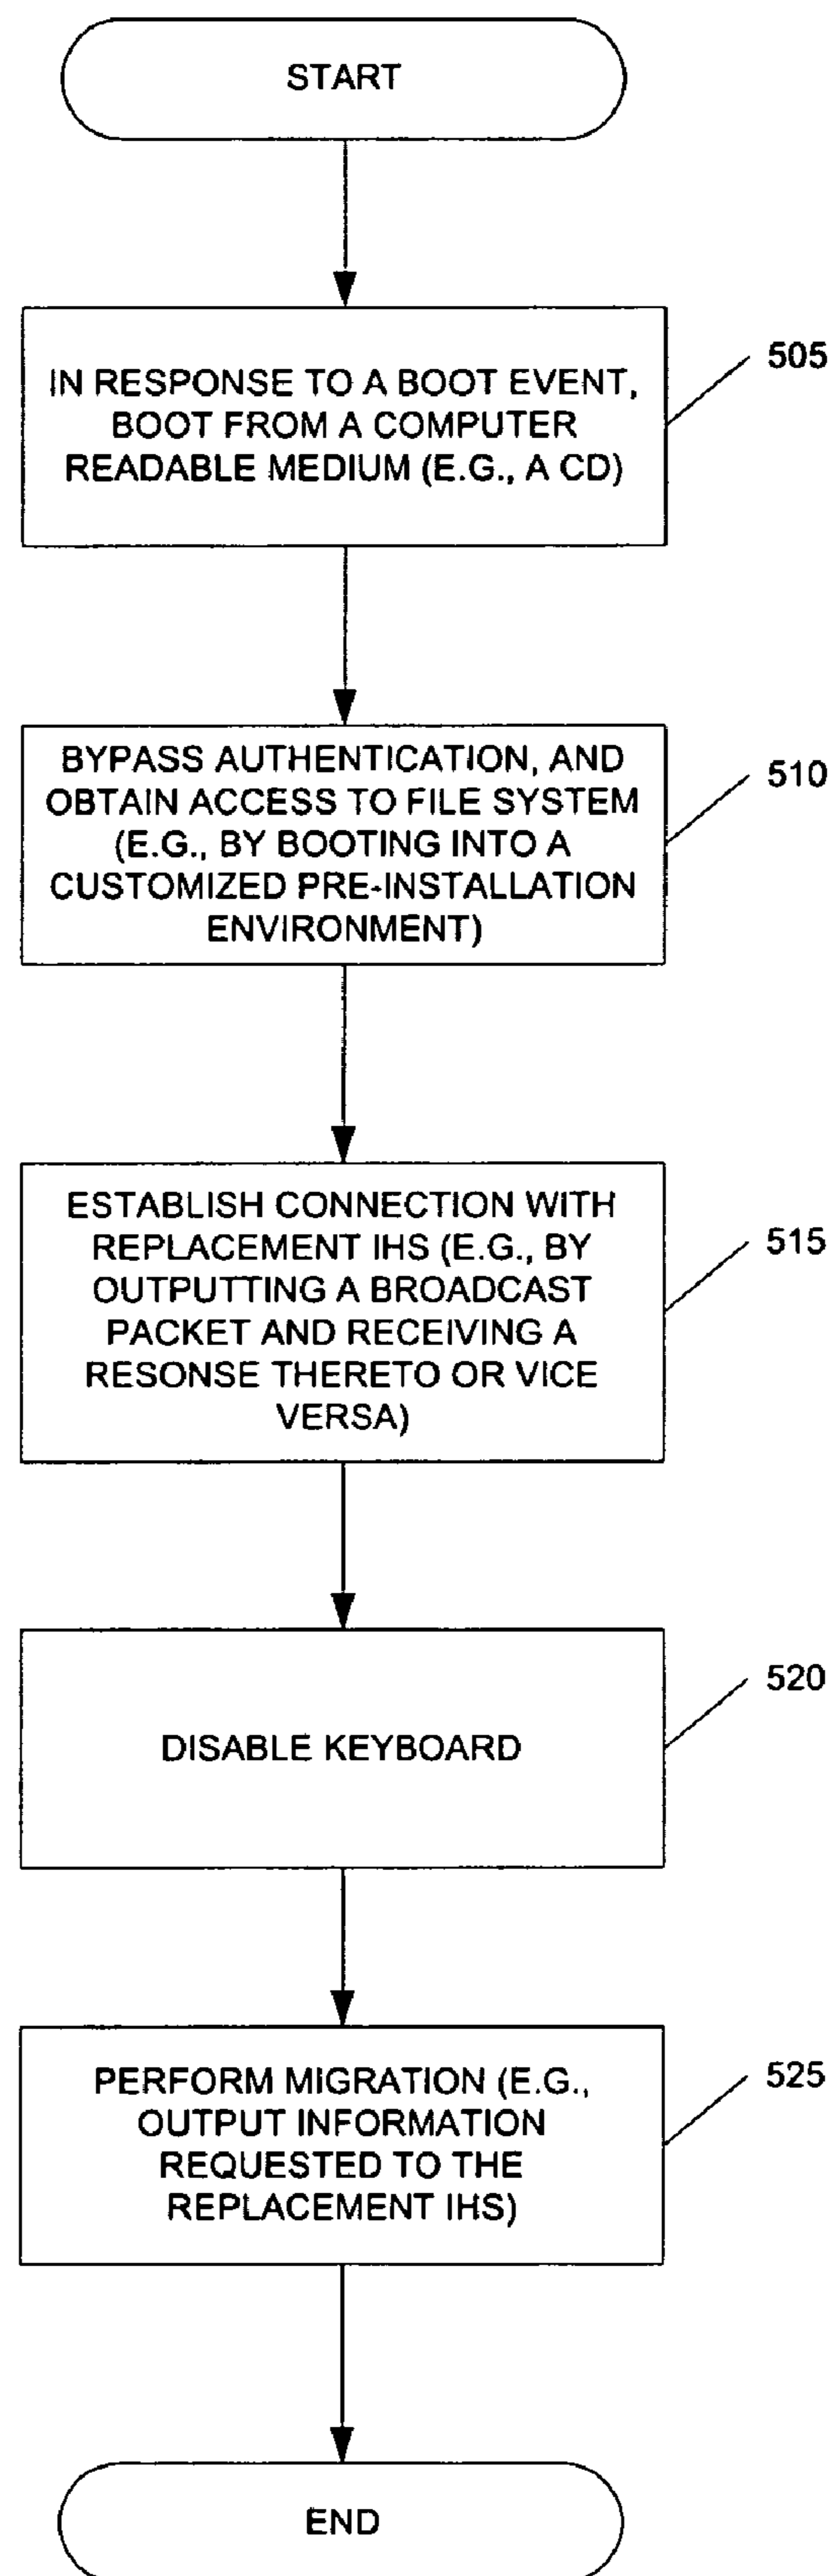 START
IN RESPONSE TO A BOOT EVENT,
BOOT FROM A COMPUTER
READABLE MEDIUM (E.G., A CD)
505
BYPASS AUTHENTICATION, AND
OBTAIN ACCESS TO FILE SYSTEM
(E.G., BY BOOTING INTO A
CUSTOMIZED PRE-INSTALLATION
ENVIRONMENT)
510
ESTABLISH CONNECTION WITH
REPLACEMENT IHS (E.G., BY
OUTPUTTING A BROADCAST
PACKET AND RECEIVING A
RESONSE THERETO OR VICE
VERSA)
515
DISABLE KEYBOARD
520
PERFORM MIGRATION (E.G.,
OUTPUT INFORMATION
REQUESTED TO THE
REPLACEMENT IHS)
525
END